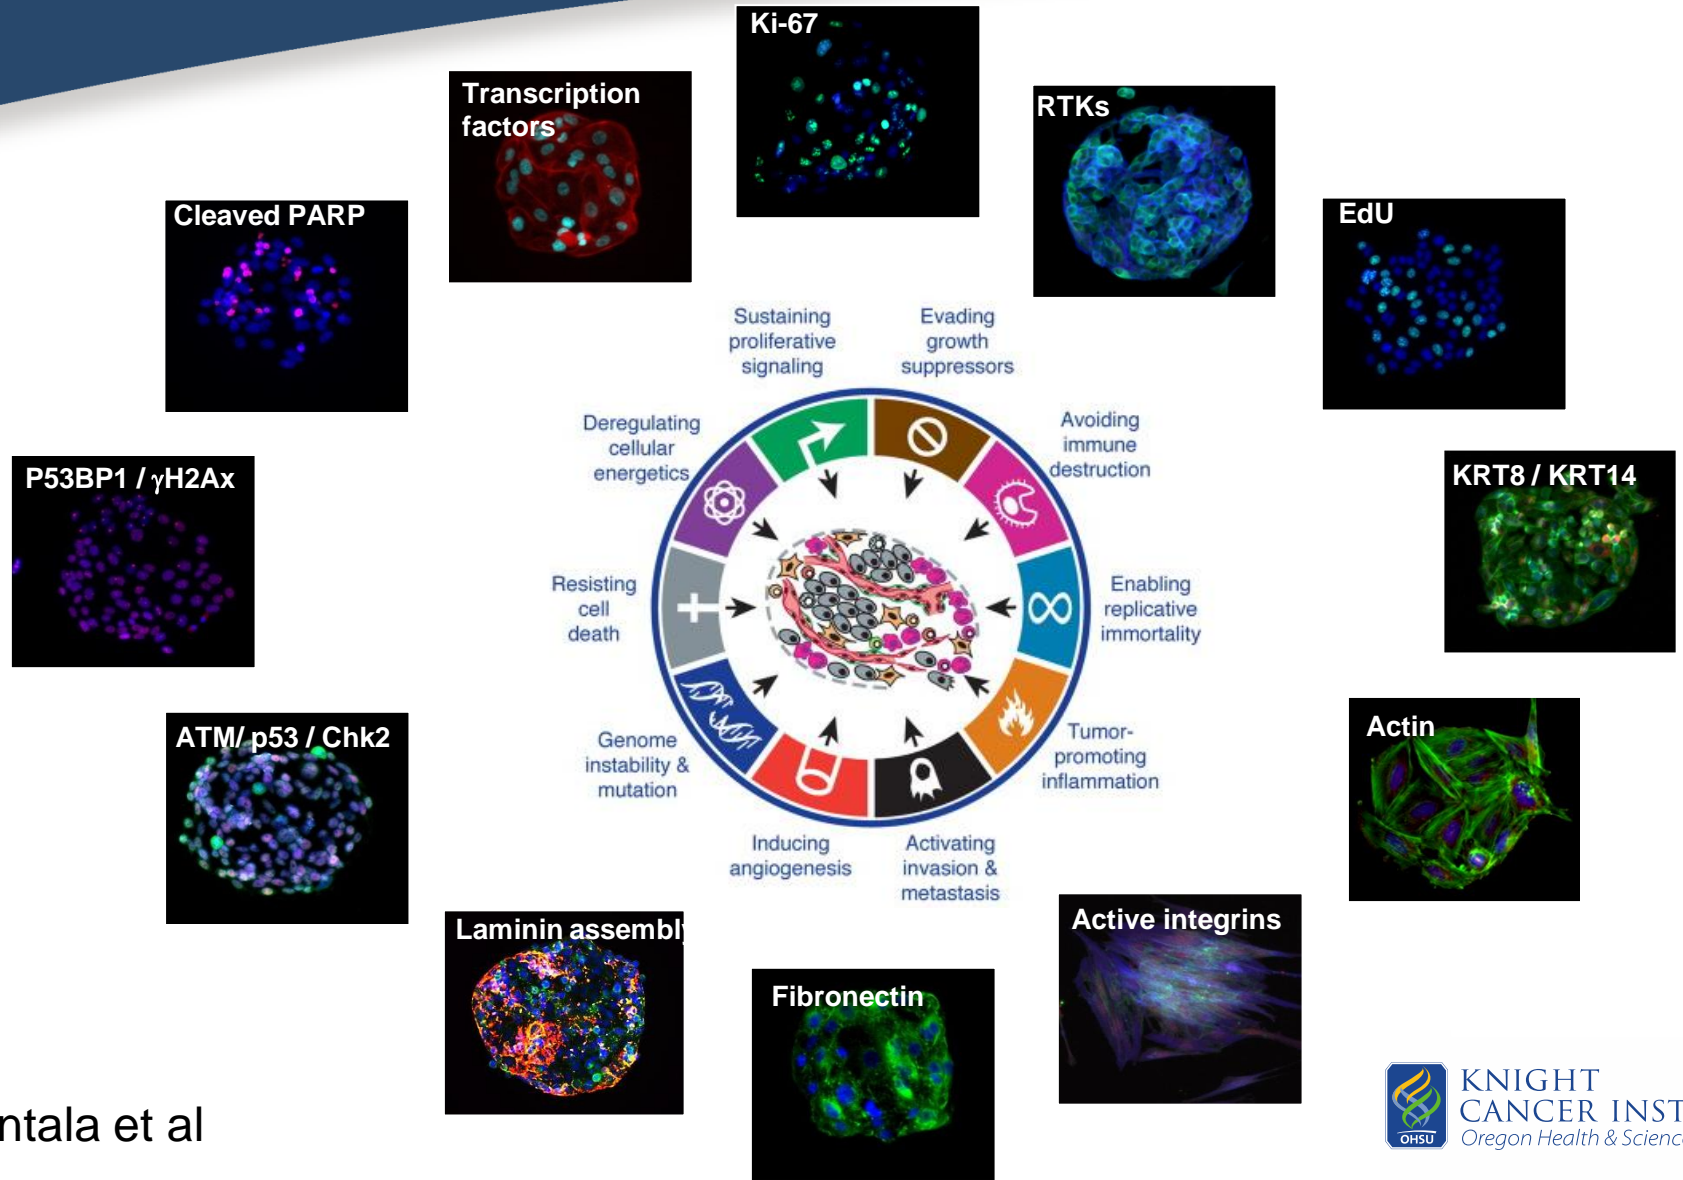 Ki-67
Transcription
factors
RTKs
Cleaved PARP
EdU
Sustaining
proliferative
signaling
Evading
growth
suppressors
Deregulating
cellular
energetics
Avoiding
immune
destruction
P53BP1 / γH2Ax
KRT8 / KRT14
Resisting
cell
death
Enabling
replicative
immortality
ATM/ p53 / Chk2
Actin
Genome
instability &
mutation
Tumor-
promoting
inflammation
Inducing
angiogenesis
Activating
invasion &
metastasis
Laminin assembly
Active integrins
Fibronectin
ntala et al
OHSU
KNIGHT
CANCER INST
Oregon Health & Science